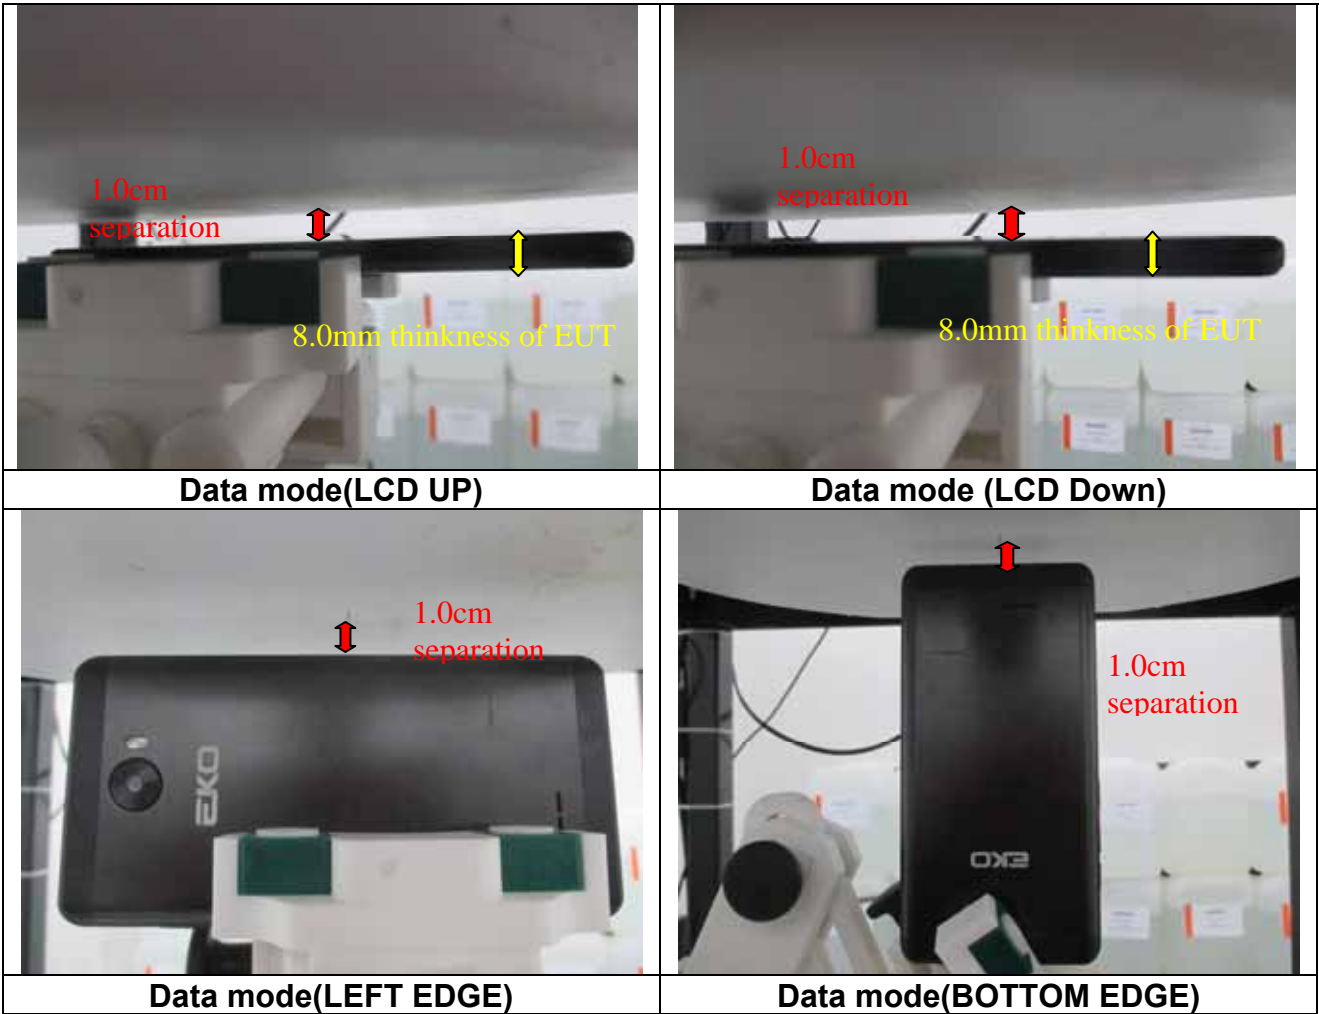 1.0cm
separation
8.0mm thinkness of EUT
1.0cm
separation
8.0mm thinkness of EUT
Data mode(LCD UP)
Data mode (LCD Down)
1.0cm
separation
EKO
1.0cm
separation
EKO
Data mode(LEFT EDGE)
Data mode(BOTTOM EDGE)